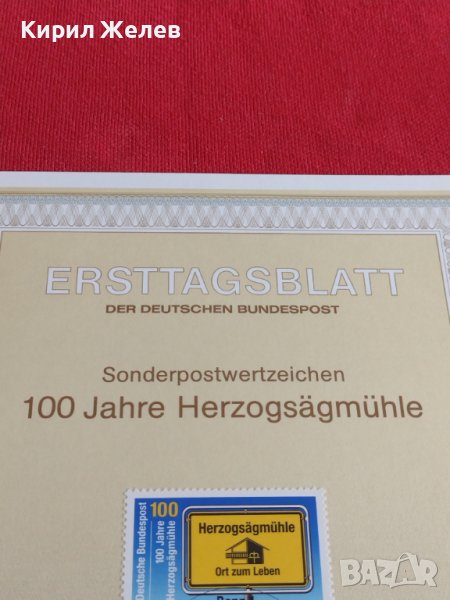 Кирил Желев
ERSTTAGSBLATT
DER DEUTSCHEN BUNDESPOST
Sonderpostwertzeichen
100 Jahre Herzogsägmühle
Deutsche Bundespost
100
100 Jahre
Herzogsägmühle
Herzogsägmühle
Ort zum Leben
BAZAR